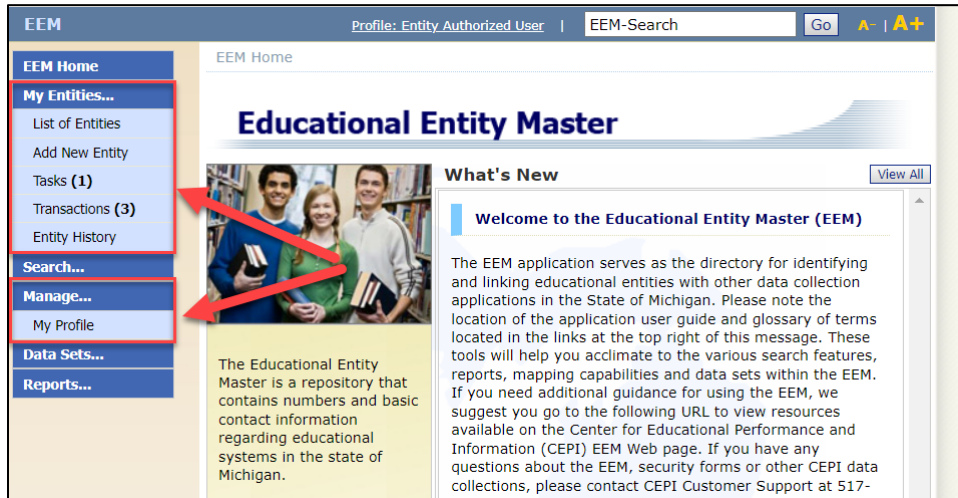 EEM
Profile: Entity Authorized User | EEM-Search Go A- | A+
EEM Home
My Entities...
List of Entities
Add New Entity
Tasks (1)
Transactions (3)
Entity History
Search...
Manage...
My Profile
Data Sets...
Reports...
EEM Home
Educational Entity Master
The Educational Entity
Master is a repository that
contains numbers and basic
contact information
regarding educational
systems in the state of
Michigan.
What's New
View All
Welcome to the Educational Entity Master (EEM)
The EEM application serves as the directory for identifying
and linking educational entities with other data collection
applications in the State of Michigan. Please note the
location of the application user guide and glossary of terms
located in the links at the top right of this message. These
tools will help you acclimate to the various search features,
reports, mapping capabilities and data sets within the EEM.
If you need additional guidance for using the EEM, we
suggest you go to the following URL to view resources
available on the Center for Educational Performance and
Information (CEPI) EEM Web page. If you have any
questions about the EEM, security forms or other CEPI data
collections, please contact CEPI Customer Support at 517-